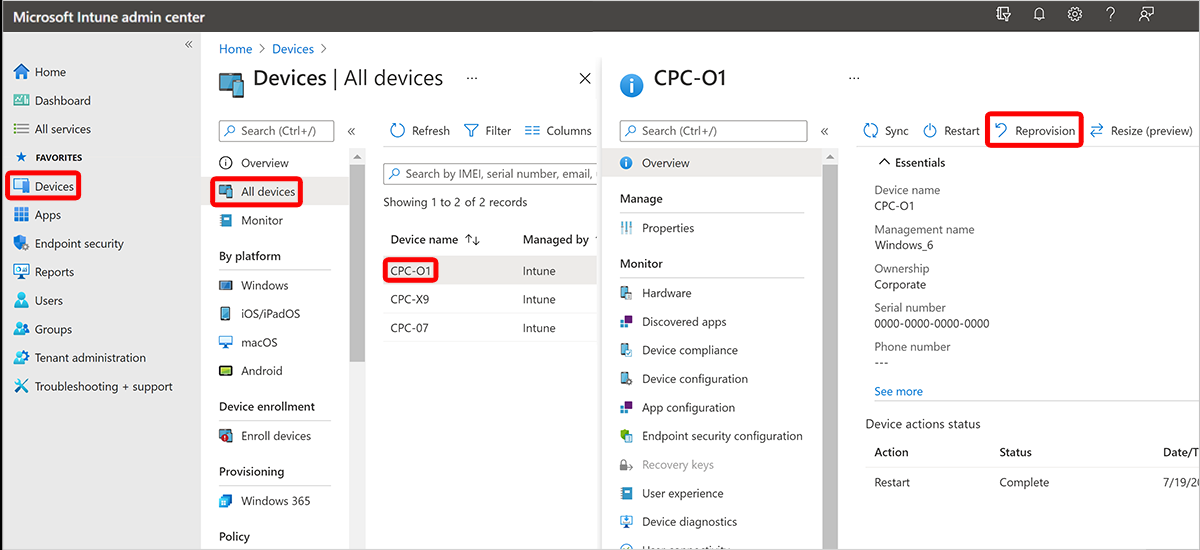 Microsoft Intune admin center
«
Home
Dashboard
All services
FAVORITES
Devices
Apps
Endpoint security
Reports
Users
Groups
Tenant administration
Troubleshooting + support
Home > Devices >
Devices | All devices ...
Search (Ctrl+/) «
Overview
All devices
Monitor
By platform
Windows
iOS/iPadOS
macOS
Android
Device enrollment
Enroll devices
Provisioning
Windows 365
Policy
Refresh Filter Columns
Search by IMEI, serial number, email,
Showing 1 to 2 of 2 records
Device name ↑↓ Managed by
CPC-O1 Intune
CPC-X9 Intune
CPC-07 Intune
CPC-O1 ...
Search (Ctrl+/) «
Overview
Manage
Properties
Monitor
Hardware
Discovered apps
Device compliance
Device configuration
App configuration
Endpoint security configuration
Recovery keys
User experience
Device diagnostics
User connectivity
Sync Restart Reprovision Resize (preview)
Essentials
Device name
CPC-O1
Management name
Windows_6
Ownership
Corporate
Serial number
0000-0000-0000-0000
Phone number
---
See more
Device actions status
Action Status Date/T
Restart Complete 7/19/20